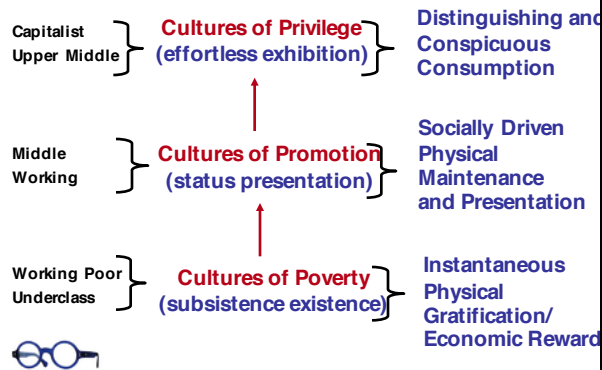 Capitalist
Upper Middle
Cultures of Privilege
(effortless exhibition)
Distinguishing and
Conspicuous
Consumption
Middle
Working
Cultures of Promotion
(status presentation)
Socially Driven
Physical
Maintenance
and Presentation
Working Poor
Underclass
Cultures of Poverty
(subsistence existence)
Instantaneous
Physical
Gratification/
Economic Reward